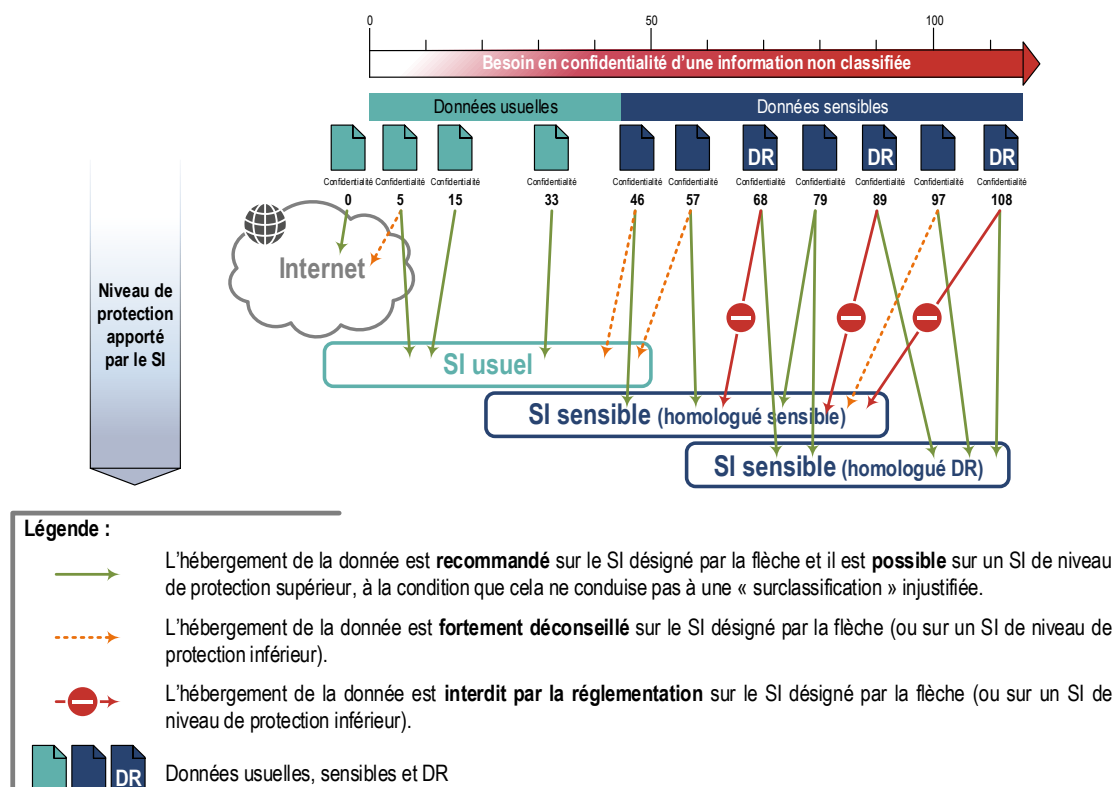 0 50 100
Besoin en confidentialité d'une information non classifiée
Données usuelles Données sensibles
DR DR DR
Confidentialité Confidentialité Confidentialité Confidentialité Confidentialité Confidentialité Confidentialité Confidentialité Confidentialité Confidentialité Confidentialité
0 5 15 33 46 57 68 79 89 97 108
Internet
Niveau de
protection
apporté
par le SI
SI usuel
SI sensible (homologué sensible)
SI sensible (homologué DR)
Légende :
L'hébergement de la donnée est recommandé sur le SI désigné par la flèche et il est possible sur un SI de niveau
de protection supérieur, à la condition que cela ne conduise pas à une « surclassification » injustifiée.
L'hébergement de la donnée est fortement déconseillé sur le SI désigné par la flèche (ou sur un SI de niveau de
protection inférieur).
L'hébergement de la donnée est interdit par la réglementation sur le SI désigné par la flèche (ou sur un SI de
niveau de protection inférieur).
DR Données usuelles, sensibles et DR